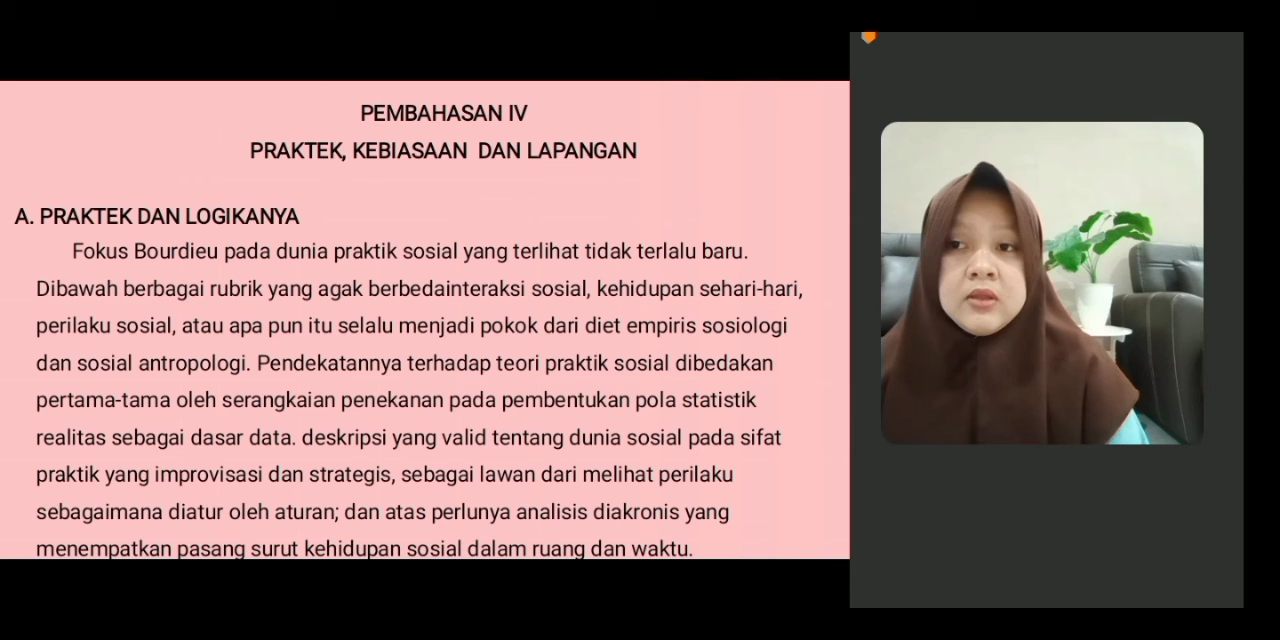 PEMBAHASAN IV
PRAKTEK, KEBIASAAN DAN LAPANGAN
A. PRAKTEK DAN LOGIKANYA
Fokus Bourdieu pada dunia praktik sosial yang terlihat tidak terlalu baru.
Dibawah berbagai rubrik yang agak berbedainteraksi sosial, kehidupan sehari-hari,
perilaku sosial, atau apa pun itu selalu menjadi pokok dari diet empiris sosiologi
dan sosial antropologi. Pendekatannya terhadap teori praktik sosial dibedakan
pertama-tama oleh serangkaian penekanan pada pembentukan pola statistik
realitas sebagai dasar data. deskripsi yang valid tentang dunia sosial pada sifat
praktik yang improvisasi dan strategis, sebagai lawan dari melihat perilaku
sebagaimana diatur oleh aturan; dan atas perlunya analisis diakronis yang
menempatkan pasang surut kehidupan sosial dalam ruang dan waktu.